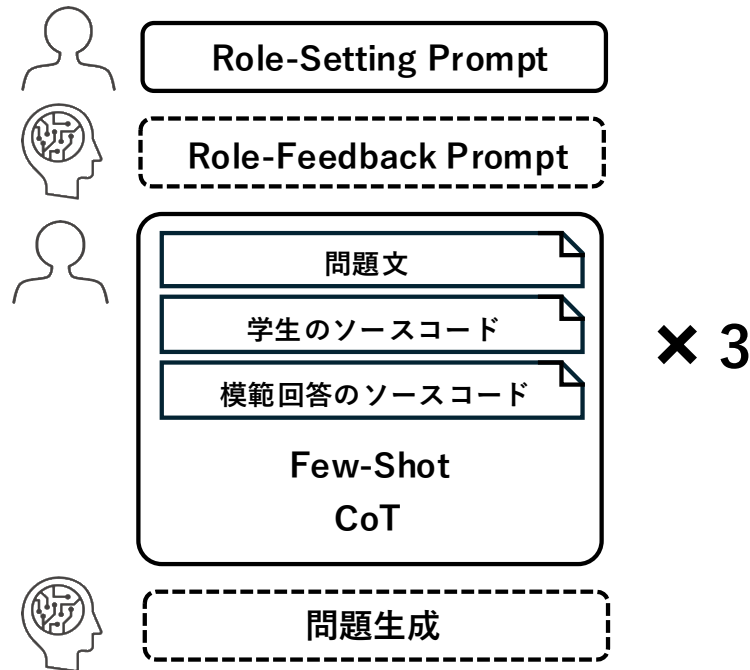 Role-Setting Prompt
Role-Feedback Prompt
問題文
学生のソースコード
模範回答のソースコード
Few-Shot
CoT
× 3
問題生成